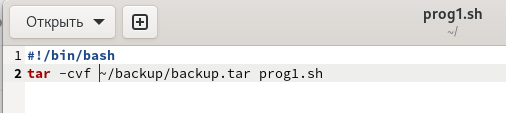 Открыть
prog1.sh
~/
1 #!/bin/bash
2 tar -cvf ~/backup/backup.tar prog1.sh